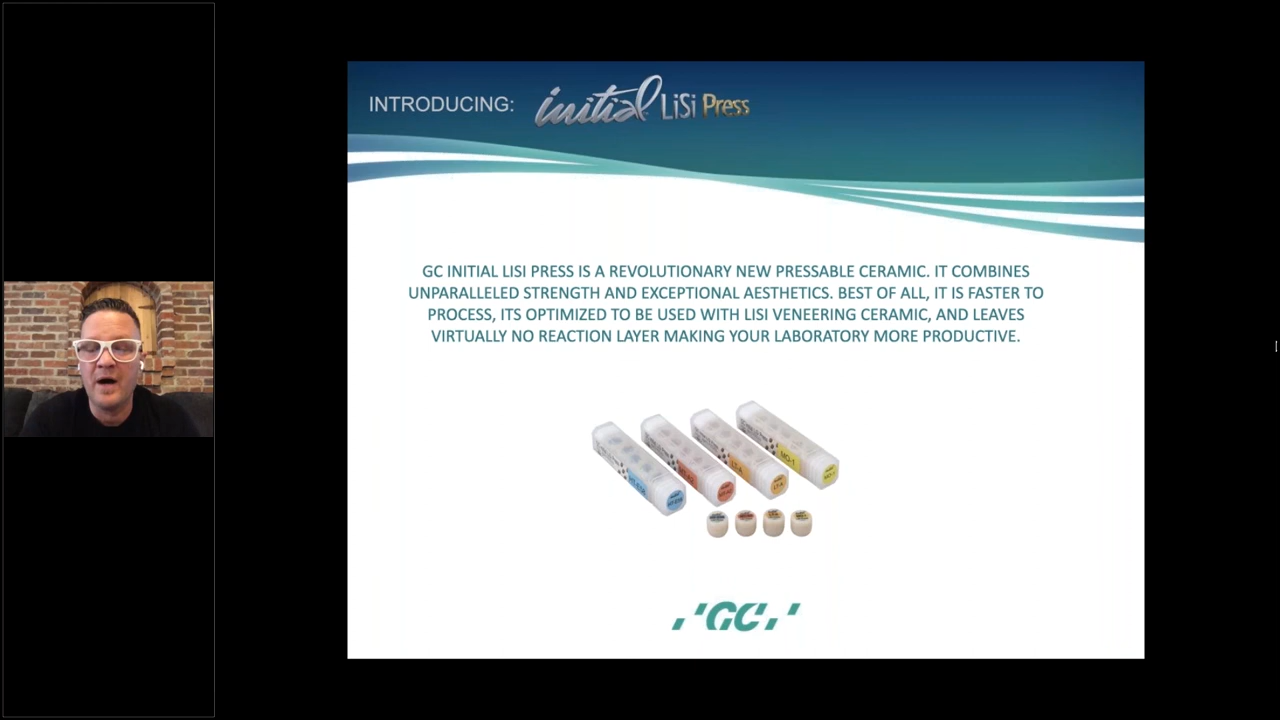 INTRODUCING: initial LiSi Press
GC INITIAL LISI PRESS IS A REVOLUTIONARY NEW PRESSABLE CERAMIC. IT COMBINES
UNPARALLELED STRENGTH AND EXCEPTIONAL AESTHETICS. BEST OF ALL, IT IS FASTER TO
PROCESS, ITS OPTIMIZED TO BE USED WITH LISI VENEERING CERAMIC, AND LEAVES
VIRTUALLY NO REACTION LAYER MAKING YOUR LABORATORY MORE PRODUCTIVE.
MO-1
GC